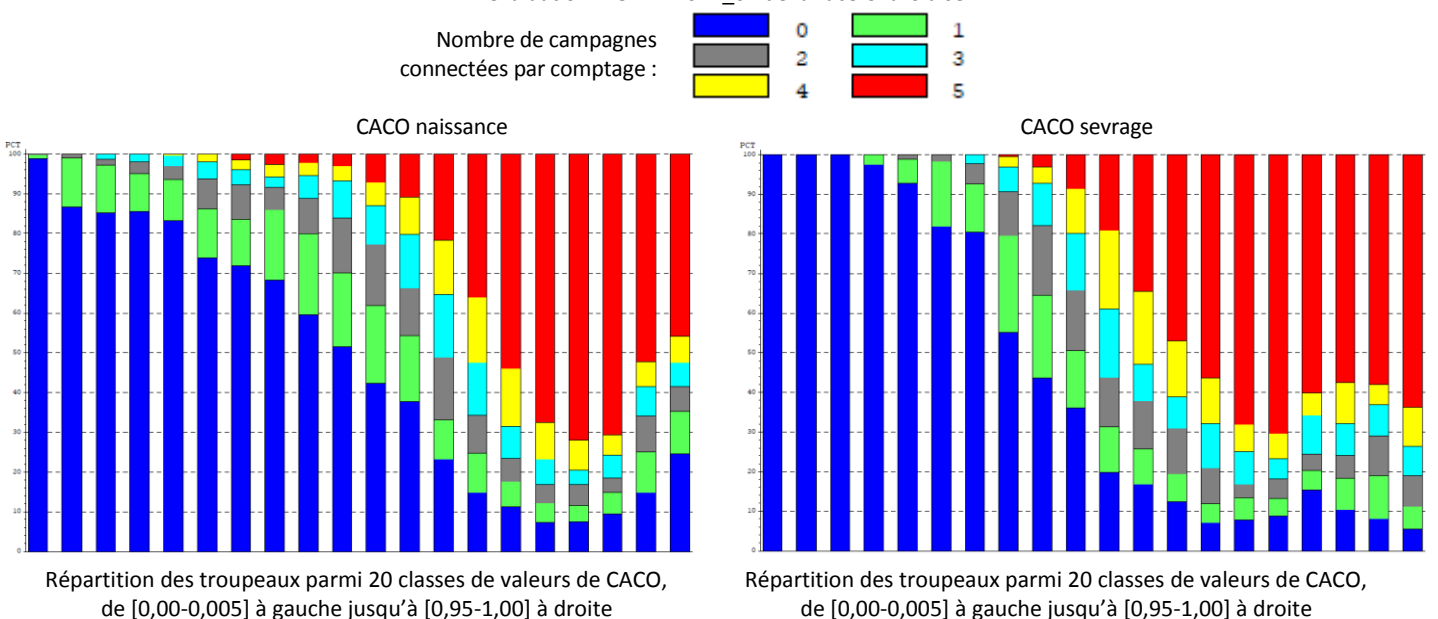 Nombre de campagnes
connectées par comptage :
0 1
2 3
4 5
CACO naissance
PCT
100
90
80
70
60
50
40
30
20
10
0
Répartition des troupeaux parmi 20 classes de valeurs de CACO,
de [0,00-0,005] à gauche jusqu'à [0,95-1,00] à droite
CACO sevrage
PCT
100
90
80
70
60
50
40
30
20
10
0
Répartition des troupeaux parmi 20 classes de valeurs de CACO,
de [0,00-0,005] à gauche jusqu'à [0,95-1,00] à droite